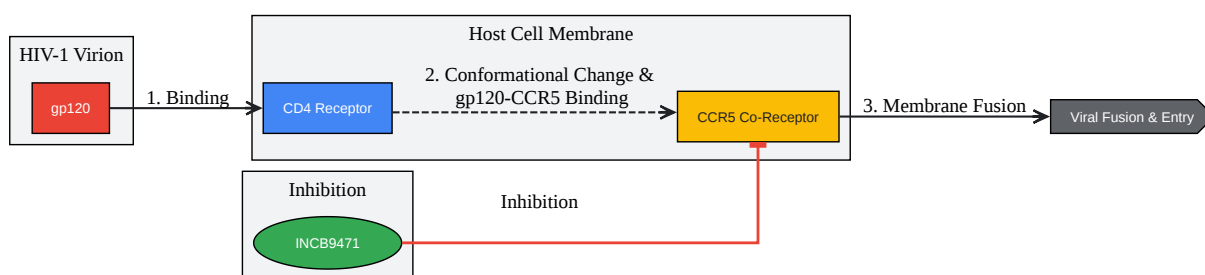 Host Cell Membrane
HIV-1 Virion
gp120
1. Binding
CD4 Receptor
2. Conformational Change &
gp120-CCR5 Binding
CCR5 Co-Receptor
3. Membrane Fusion
Viral Fusion & Entry
Inhibition
INCB9471
Inhibition